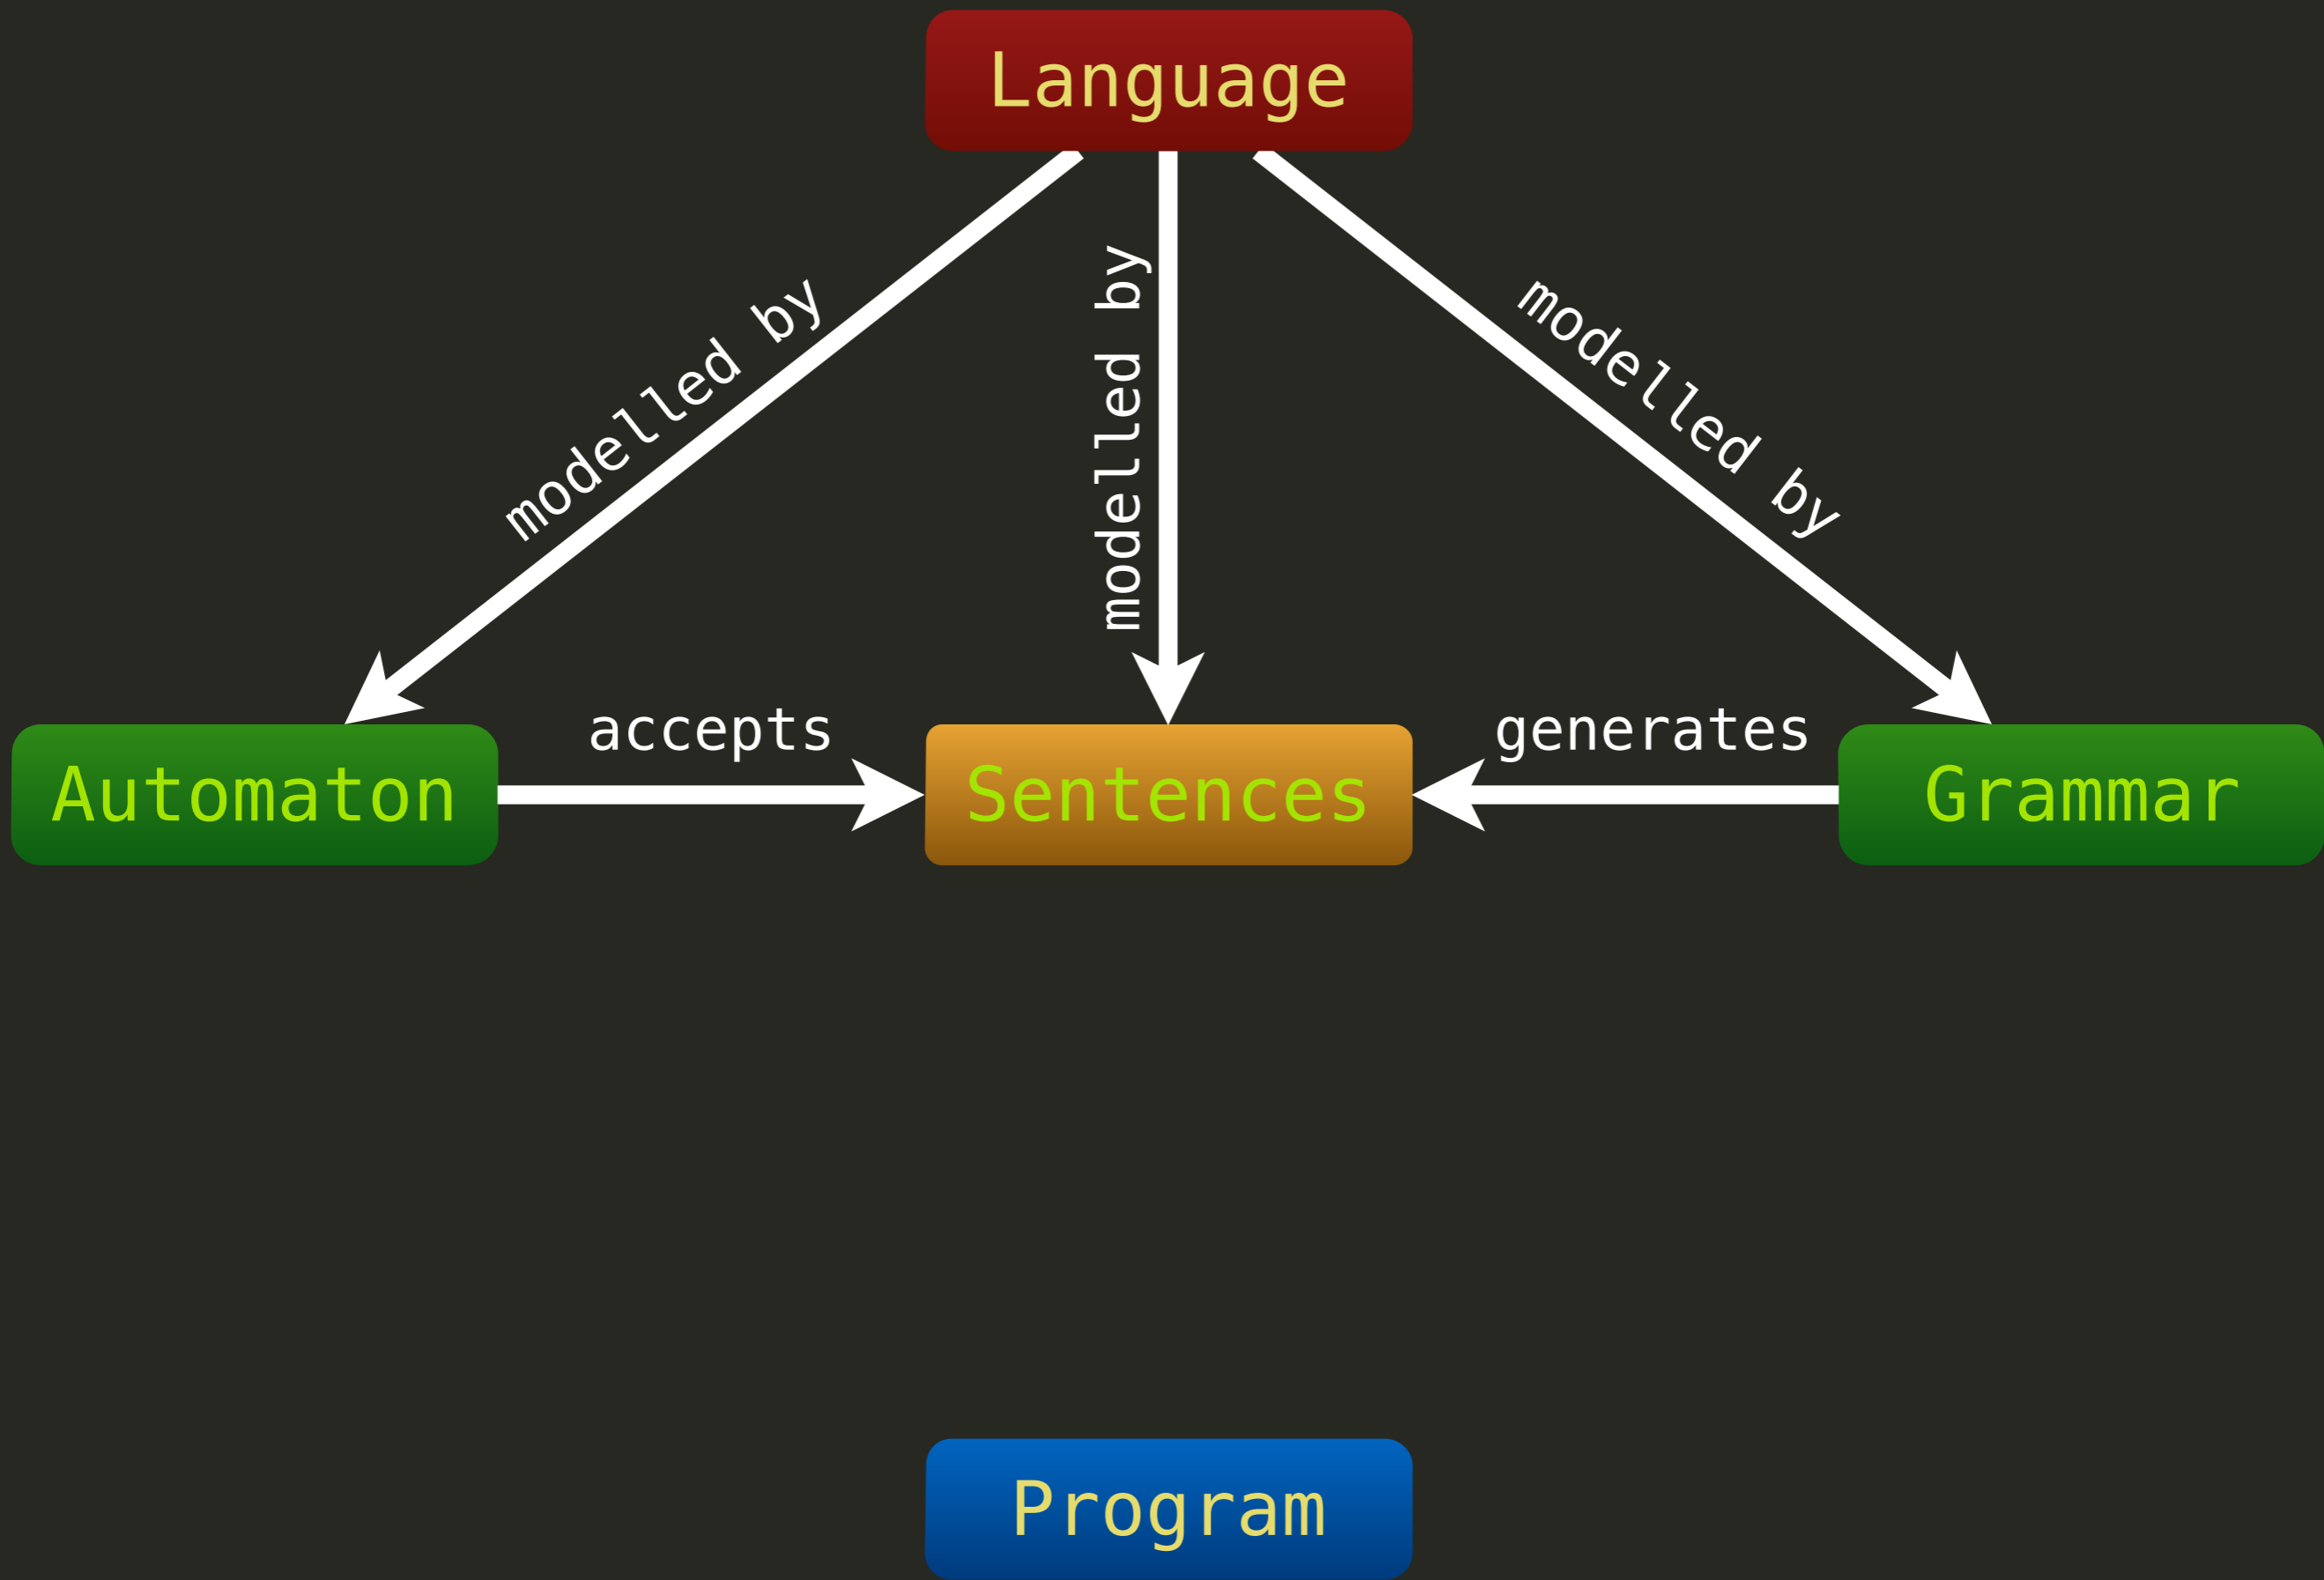 Language
modelled by
modelled by
modelled by
accepts
generates
Automaton
Sentences
Grammar
Program